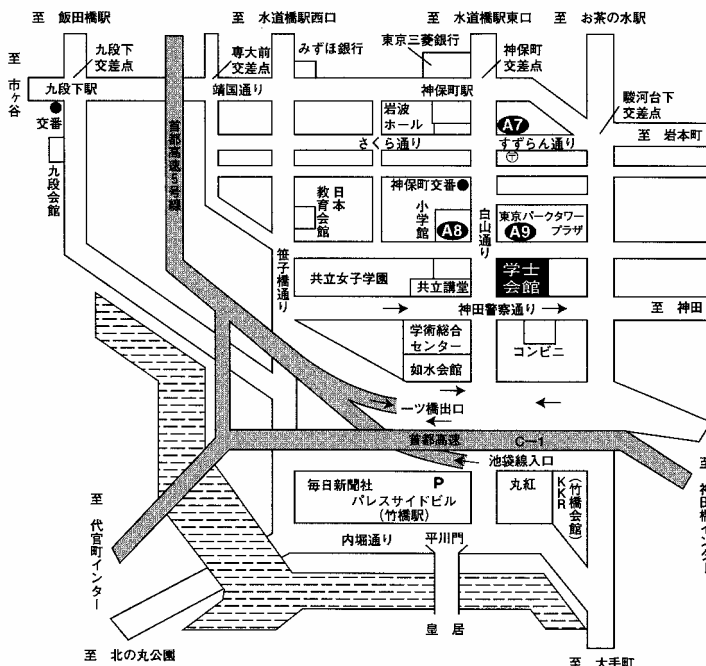 至 飯田橋駅
至 水道橋駅西口
至 水道橋駅東口
至 お茶の水駅
至 市ヶ谷
九段下
交差点
専大前
交差点
みずほ銀行
東京三菱銀行
神保町
交差点
九段下駅
靖国通り
神保町駅
駿河台下
交差点
交番
岩波
ホール
A7
至 岩本町
さくら通り
すずらん通り
〒
首都高速5号線
九段会館
日本
教育会館
神保町交番
小学館
A8
白山通り
東京パークタワー
A9
プラザ
笹子橋通り
共立女子学園
共立講堂
学士
会館
神田警察通り
至 神田
学術総合
センター
如水会館
コンビニ
一ツ橋出口
首都高速 C-1
池袋線入口
至 神田橋インター
毎日新聞社
P
パレスサイドビル
(竹橋駅)
丸紅
KKR
(竹橋会館)
至 代官町インター
内堀通り
平川門
皇居
至 北の丸公園
至 大手町